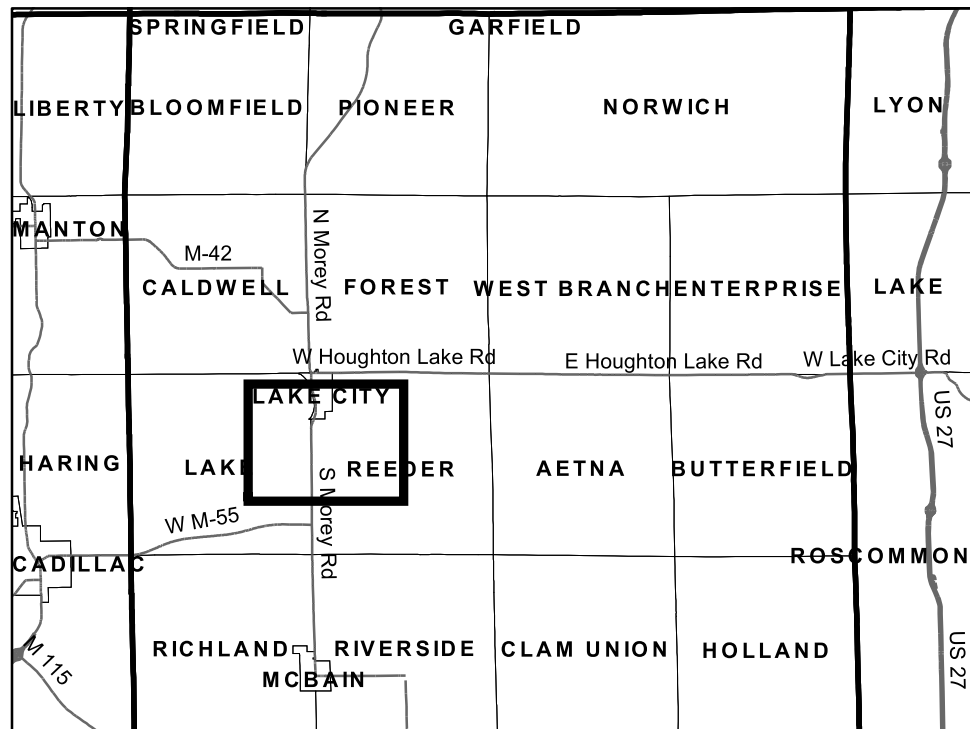 SPRINGFIELD
GARFIELD
LIBERTY
BLOOMFIELD
PIONEER
NORWICH
LYON
MANTON
M-42
N Morey Rd
CALDWELL
FOREST
WEST BRANCH
ENTERPRISE
LAKE
W Houghton Lake Rd
E Houghton Lake Rd
W Lake City Rd
LAKE CITY
US 27
HARING
LAKE
REEDER
AETNA
BUTTERFIELD
S Morey Rd
W M-55
CADILLAC
ROSCOMMON
M 115
RICHLAND
RIVERSIDE
CLAM UNION
HOLLAND
US 27
MCBAIN